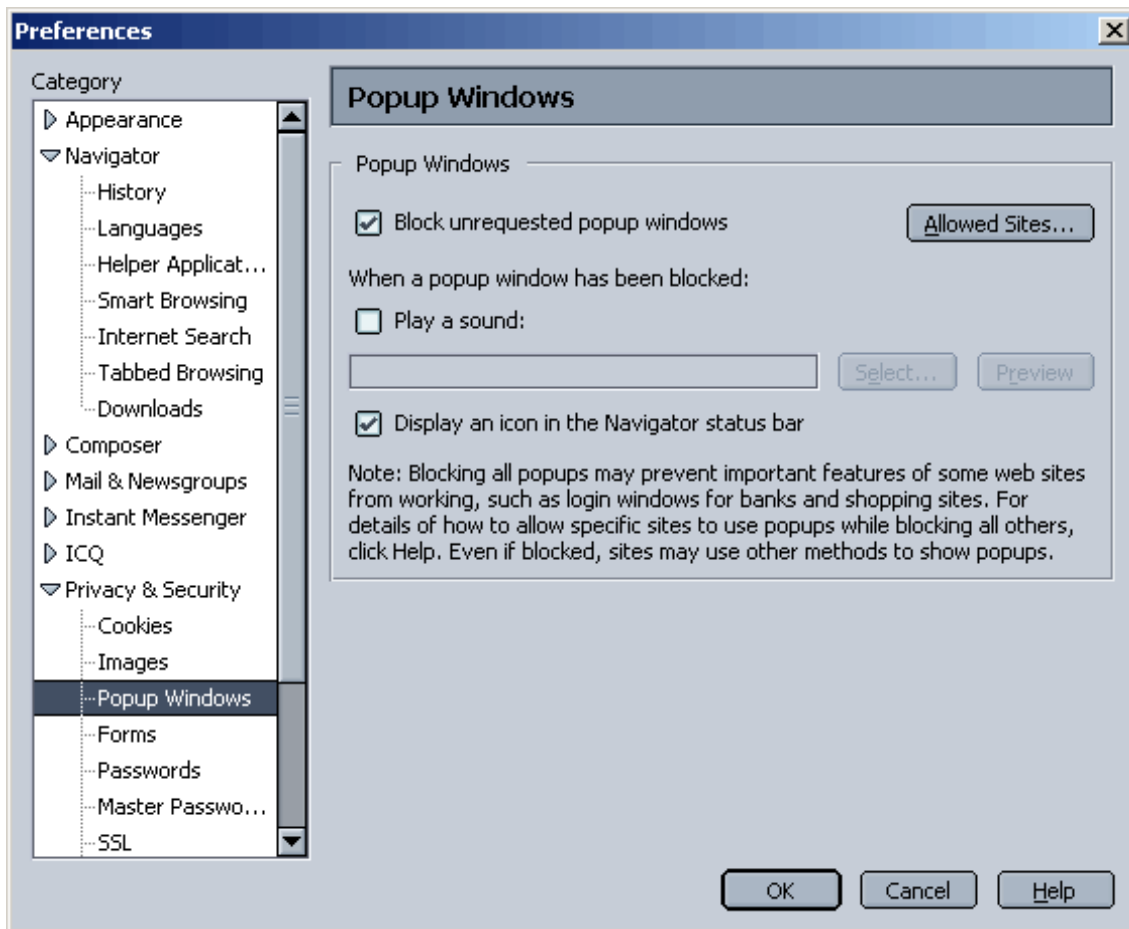 Preferences
Category
Appearance
Navigator
History
Languages
Helper Applicat...
Smart Browsing
Internet Search
Tabbed Browsing
Downloads
Composer
Mail & Newsgroups
Instant Messenger
ICQ
Privacy & Security
Cookies
Images
Popup Windows
Forms
Passwords
Master Passwo...
SSL
Popup Windows
Popup Windows
Block unrequested popup windows
Allowed Sites...
When a popup window has been blocked:
Play a sound:
Select...
Preview
Display an icon in the Navigator status bar
Note: Blocking all popups may prevent important features of some web sites
from working, such as login windows for banks and shopping sites. For
details of how to allow specific sites to use popups while blocking all others,
click Help. Even if blocked, sites may use other methods to show popups.
OK
Cancel
Help